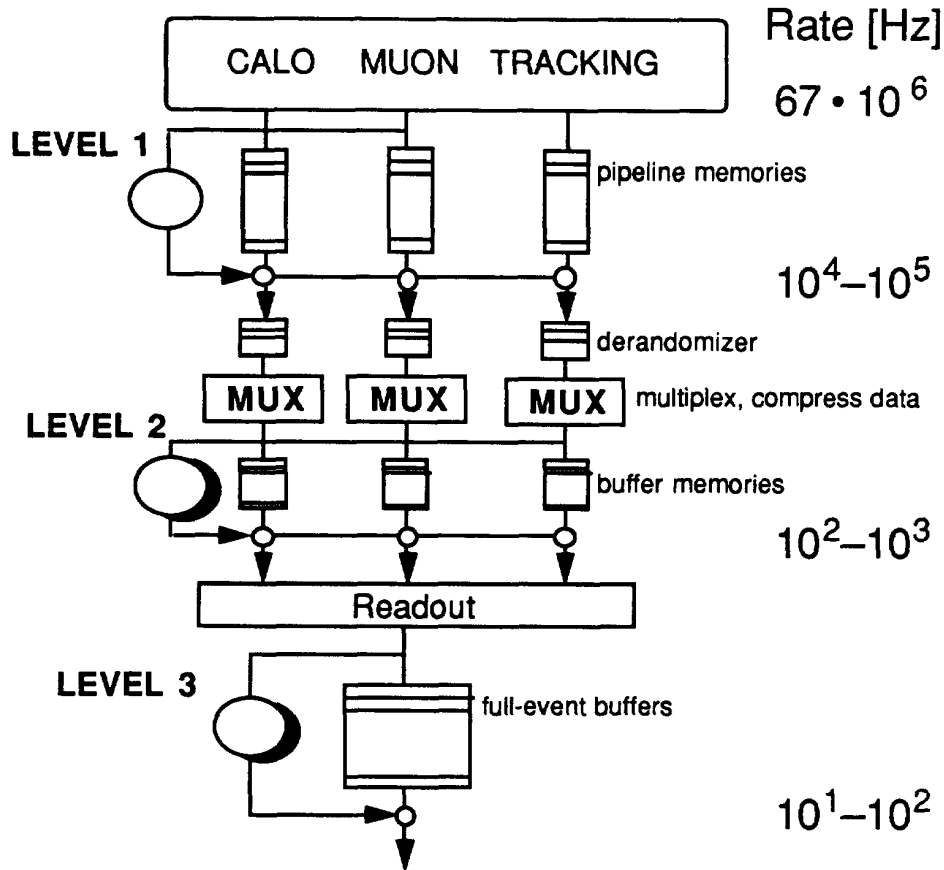 Rate [Hz]
CALO MUON TRACKING
67 • 10⁶
LEVEL 1
pipeline memories
10⁴–10⁵
derandomizer
MUX MUX MUX multiplex, compress data
LEVEL 2
buffer memories
10²–10³
Readout
LEVEL 3
full-event buffers
10¹–10²